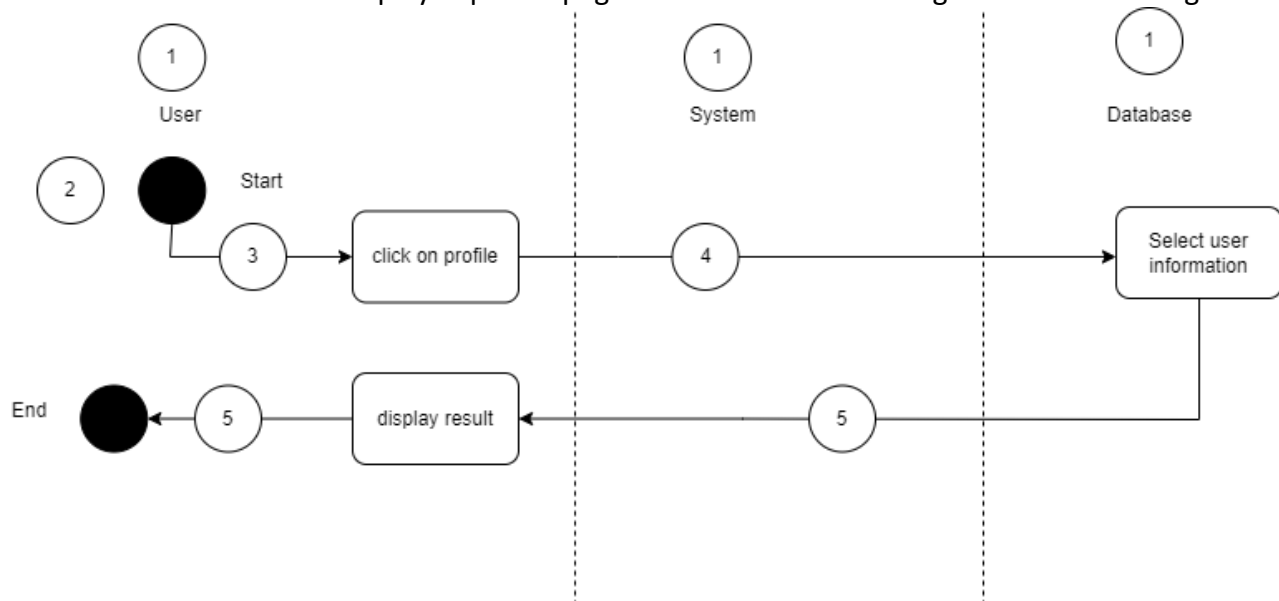 1
1
1
User
System
Database
2
Start
3
click on profile
4
Select user
information
End
5
display result
5